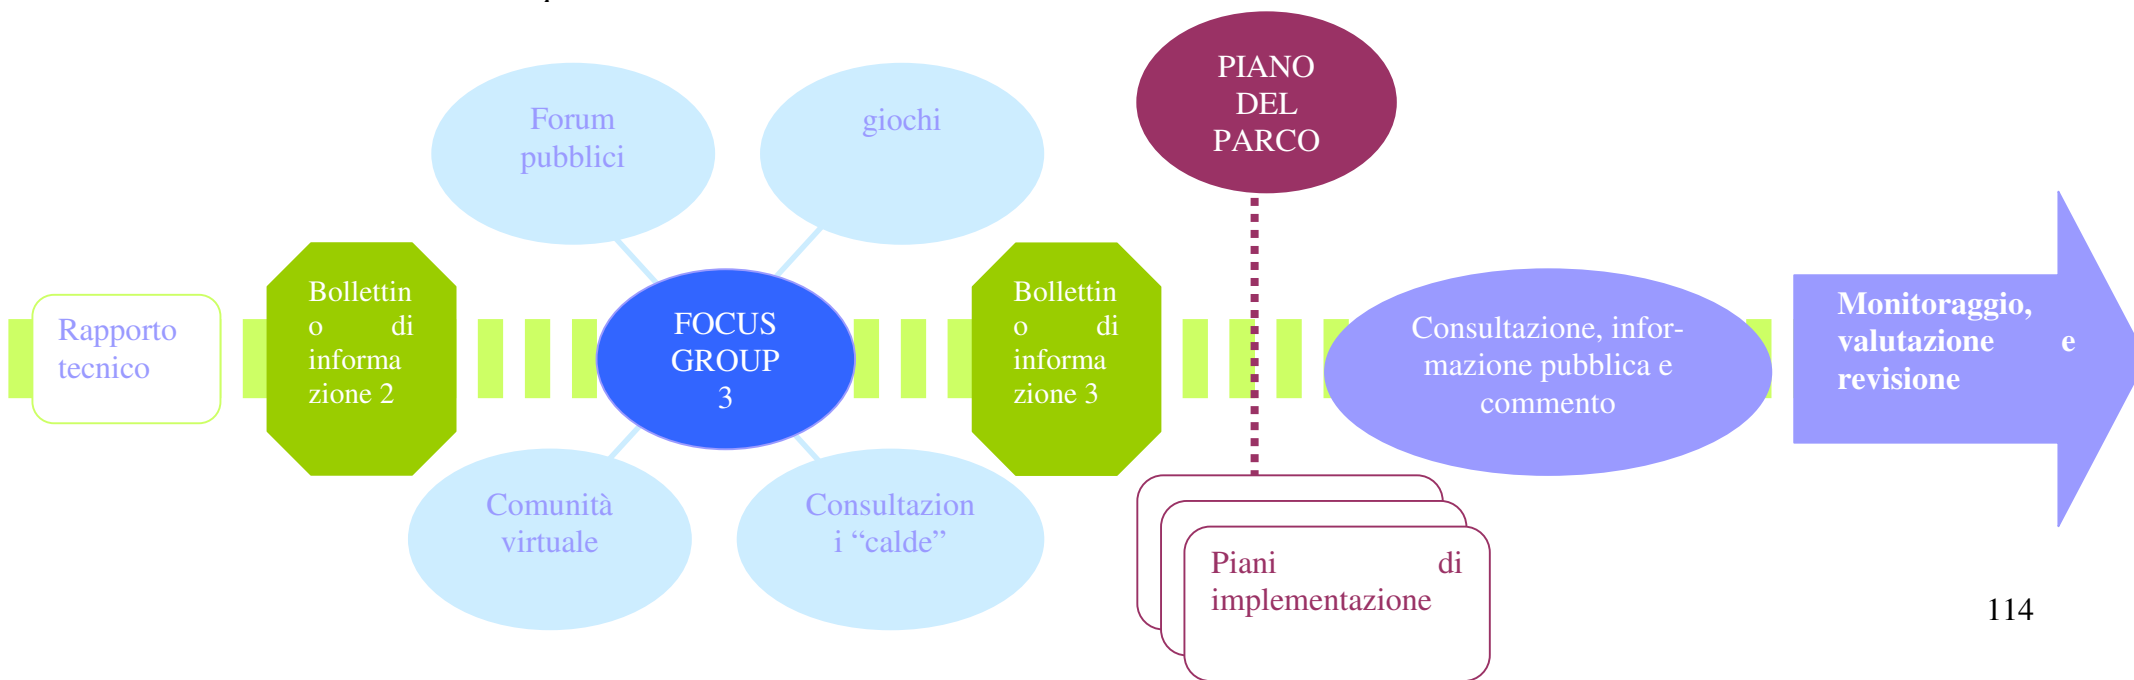 PIANO
DEL
PARCO
Forum
pubblici
giochi
Rapporto
tecnico
Bollettin
o di
informa
zione 2
FOCUS
GROUP
3
Bollettin
o di
informa
zione 3
Consultazione, infor-
mazione pubblica e
commento
Monitoraggio,
valutazione e
revisione
Comunità
virtuale
Consultazion
i “calde”
Piani di
implementazione
114